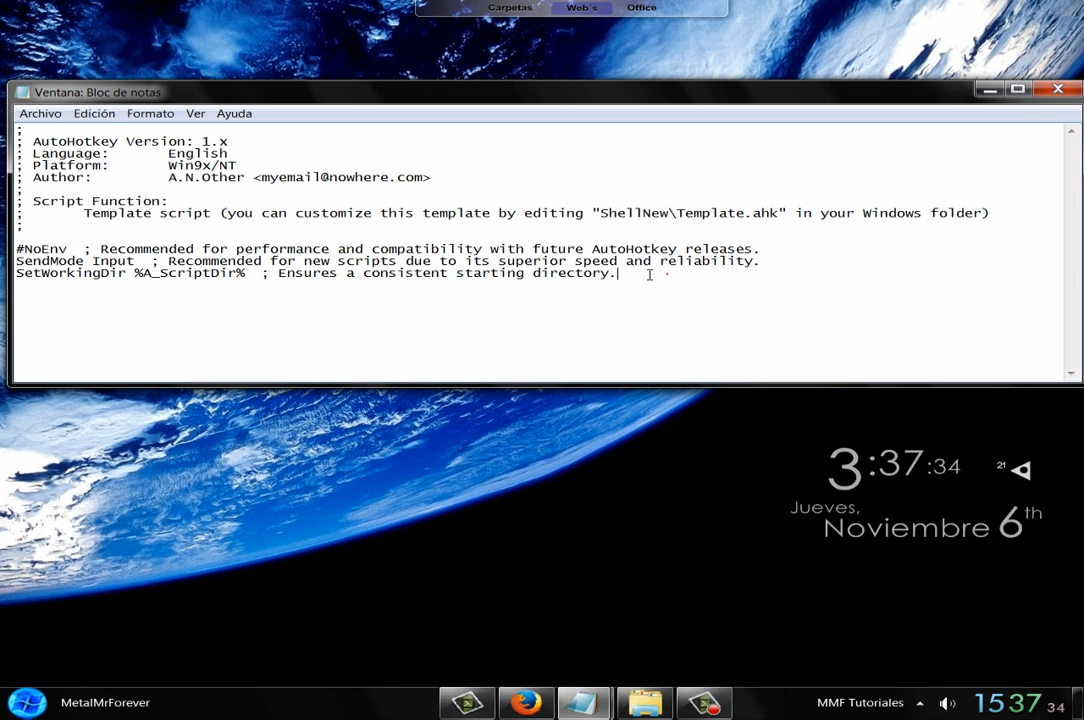 Carpetas Web's Office
Ventana: Bloc de notas
Archivo Edición Formato Ver Ayuda
;
; AutoHotkey Version: 1.x
; Language:       English
; Platform:       Win9x/NT
; Author:         A.N.Other <myemail@nowhere.com>
;
; Script Function:
;       Template script (you can customize this template by editing "ShellNew\Template.ahk" in your Windows folder)
;
#NoEnv  ; Recommended for performance and compatibility with future AutoHotkey releases.
SendMode Input  ; Recommended for new scripts due to its superior speed and reliability.
SetWorkingDir %A_ScriptDir%  ; Ensures a consistent starting directory.
3:37:34
21
Jueves,
Noviembre 6th
MetalMrForever
MMF Tutoriales
15 37 34